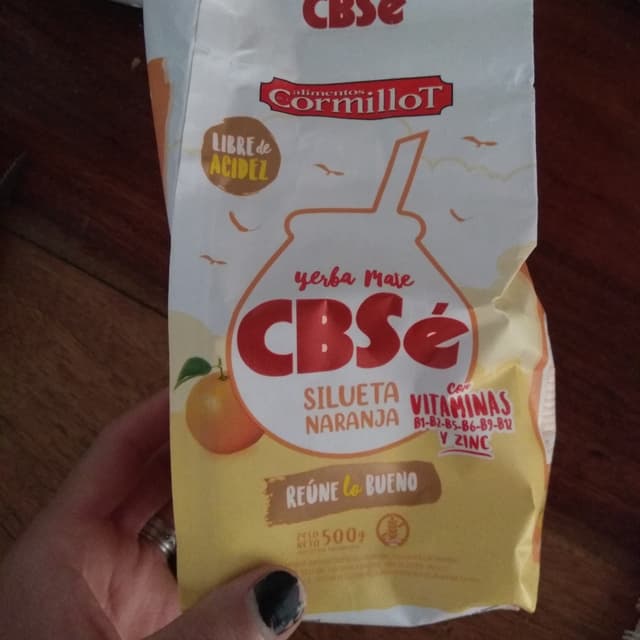 CBSé
alimentos
CormilloT
LIBRE de
ACIDEZ
yerba Mate
CBSé
SILUETA
NARANJA
con
VITAMINAS
B1-B2-B5-B6-B9-B12
Y ZINC
REÚNE lo BUENO
PESO
NETO 500g